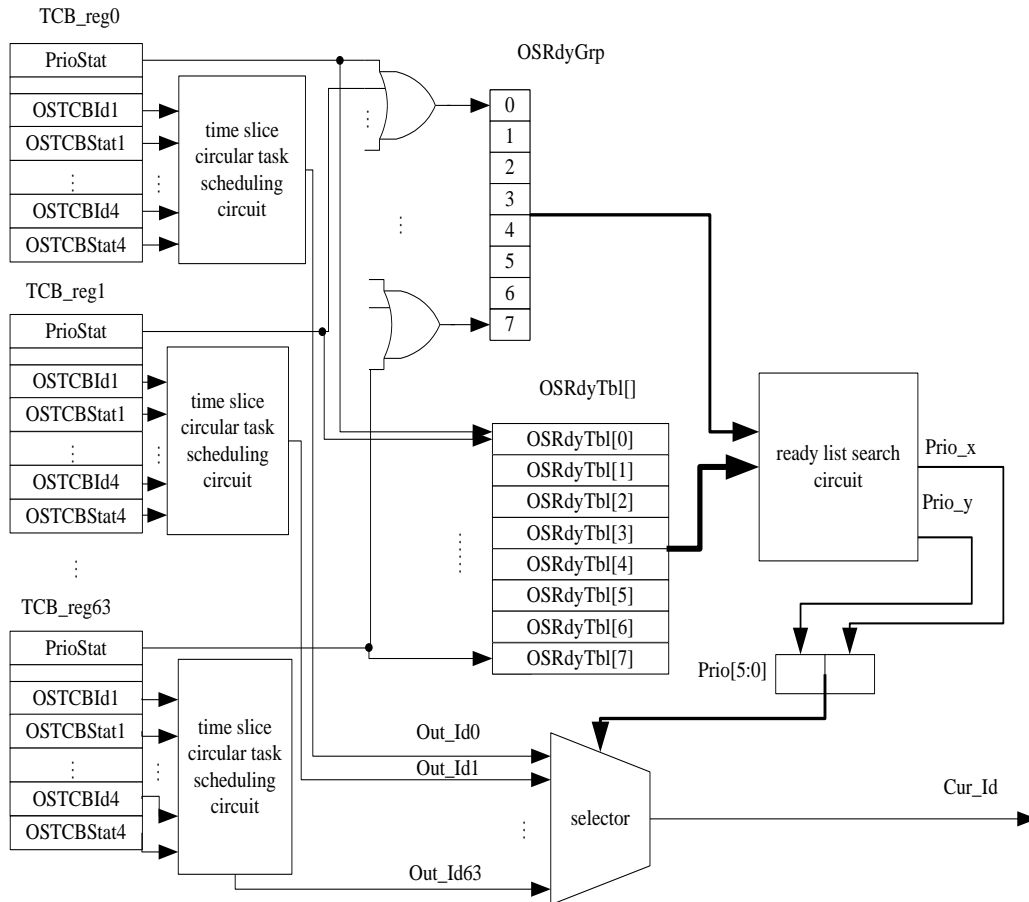 TCB_reg0
PrioStat
OSTCBId1
OSTCBStat1
OSTCBId4
OSTCBStat4
time slice
circular task
scheduling
circuit
OSRdyGrp
0
1
2
3
4
5
6
7
TCB_reg1
PrioStat
OSTCBId1
OSTCBStat1
OSTCBId4
OSTCBStat4
time slice
circular task
scheduling
circuit
OSRdyTbl[]
OSRdyTbl[0]
OSRdyTbl[1]
OSRdyTbl[2]
OSRdyTbl[3]
OSRdyTbl[4]
OSRdyTbl[5]
OSRdyTbl[6]
OSRdyTbl[7]
ready list search
circuit
Prio_x
Prio_y
Prio[5:0]
TCB_reg63
PrioStat
OSTCBId1
OSTCBStat1
OSTCBId4
OSTCBStat4
time slice
circular task
scheduling
circuit
Out_Id0
Out_Id1
Out_Id63
selector
Cur_Id